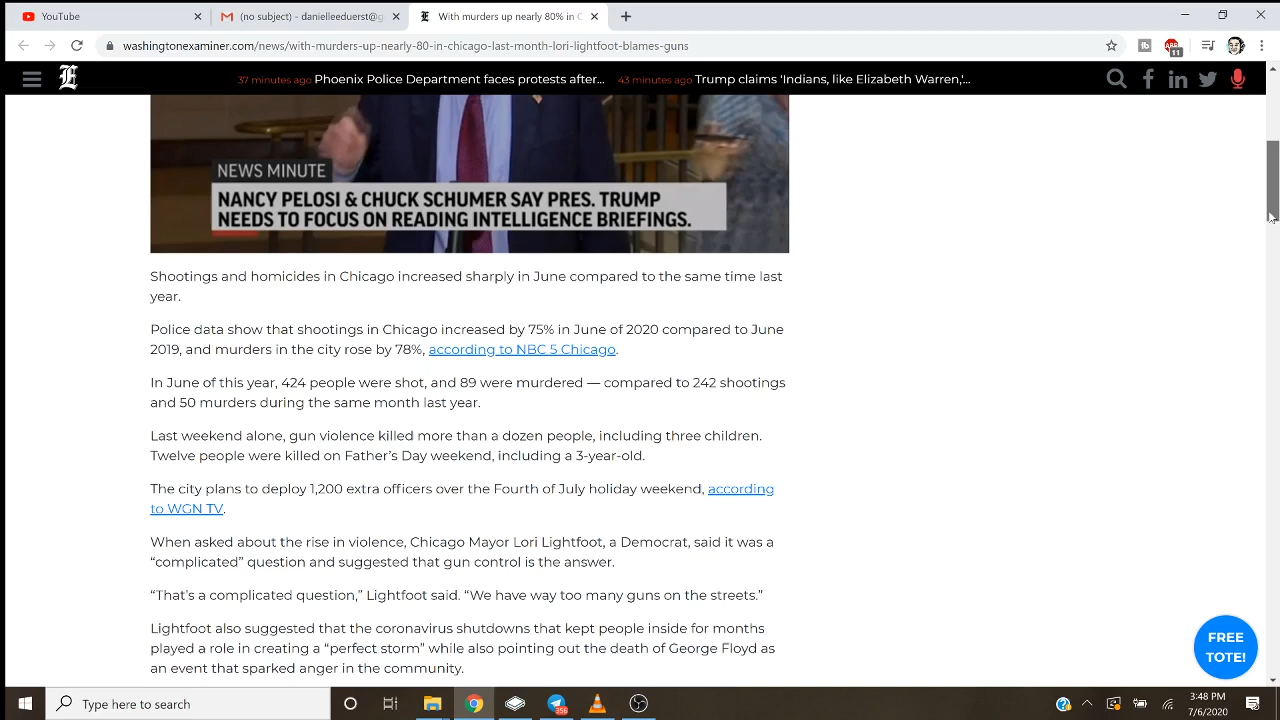 YouTube
(no subject) - danielleeduerst@g
With murders up nearly 80% in C
washingtonexaminer.com/news/with-murders-up-nearly-80-in-chicago-last-month-lori-lightfoot-blames-guns
tb
ABP
11
E
37 minutes ago Phoenix Police Department faces protests after...
43 minutes ago Trump claims 'Indians, like Elizabeth Warren,'...
f
in
NEWS MINUTE
NANCY PELOSI & CHUCK SCHUMER SAY PRES. TRUMP
NEEDS TO FOCUS ON READING INTELLIGENCE BRIEFINGS.
Shootings and homicides in Chicago increased sharply in June compared to the same time last
year.
Police data show that shootings in Chicago increased by 75% in June of 2020 compared to June
2019, and murders in the city rose by 78%, according to NBC 5 Chicago.
In June of this year, 424 people were shot, and 89 were murdered — compared to 242 shootings
and 50 murders during the same month last year.
Last weekend alone, gun violence killed more than a dozen people, including three children.
Twelve people were killed on Father's Day weekend, including a 3-year-old.
The city plans to deploy 1,200 extra officers over the Fourth of July holiday weekend, according
to WGN TV.
When asked about the rise in violence, Chicago Mayor Lori Lightfoot, a Democrat, said it was a
“complicated” question and suggested that gun control is the answer.
“That's a complicated question,” Lightfoot said. “We have way too many guns on the streets.”
Lightfoot also suggested that the coronavirus shutdowns that kept people inside for months
played a role in creating a “perfect storm” while also pointing out the death of George Floyd as
an event that sparked anger in the community.
FREE
TOTE!
Type here to search
356
3:48 PM
7/6/2020